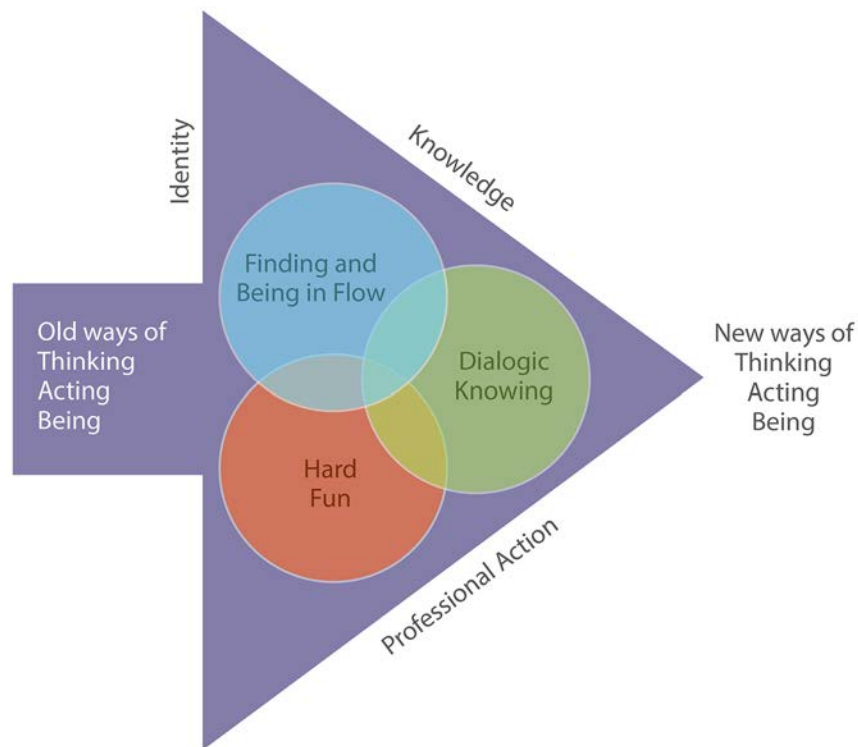 Identity
Knowledge
Finding and
Being in Flow
Old ways of
Thinking
Acting
Being
Dialogic
Knowing
New ways of
Thinking
Acting
Being
Hard
Fun
Professional Action